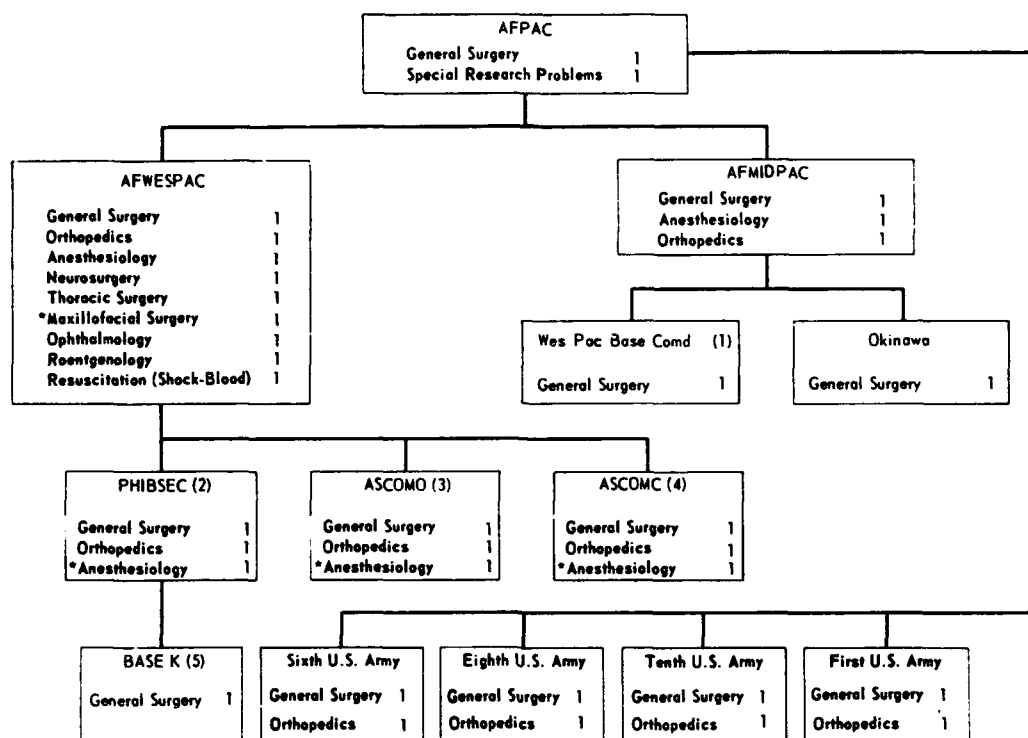 AFPAC
General Surgery 1
Special Research Problems 1
AFWESPAC
General Surgery 1
Orthopedics 1
Anesthesiology 1
Neurosurgery 1
Thoracic Surgery 1
*Maxillofacial Surgery 1
Ophthalmology 1
Roentgenology 1
Resuscitation (Shock-Blood) 1
AFMIDPAC
General Surgery 1
Anesthesiology 1
Orthopedics 1
Wes Pac Base Comd (1)
General Surgery 1
Okinawa
General Surgery 1
PHIBSEC (2)
General Surgery 1
Orthopedics 1
*Anesthesiology 1
ASCOMO (3)
General Surgery 1
Orthopedics 1
*Anesthesiology 1
ASCOMC (4)
General Surgery 1
Orthopedics 1
*Anesthesiology 1
BASE K (5)
General Surgery 1
Sixth U.S. Army
General Surgery 1
Orthopedics 1
Eighth U.S. Army
General Surgery 1
Orthopedics 1
Tenth U.S. Army
General Surgery 1
Orthopedics 1
First U.S. Army
General Surgery 1
Orthopedics 1